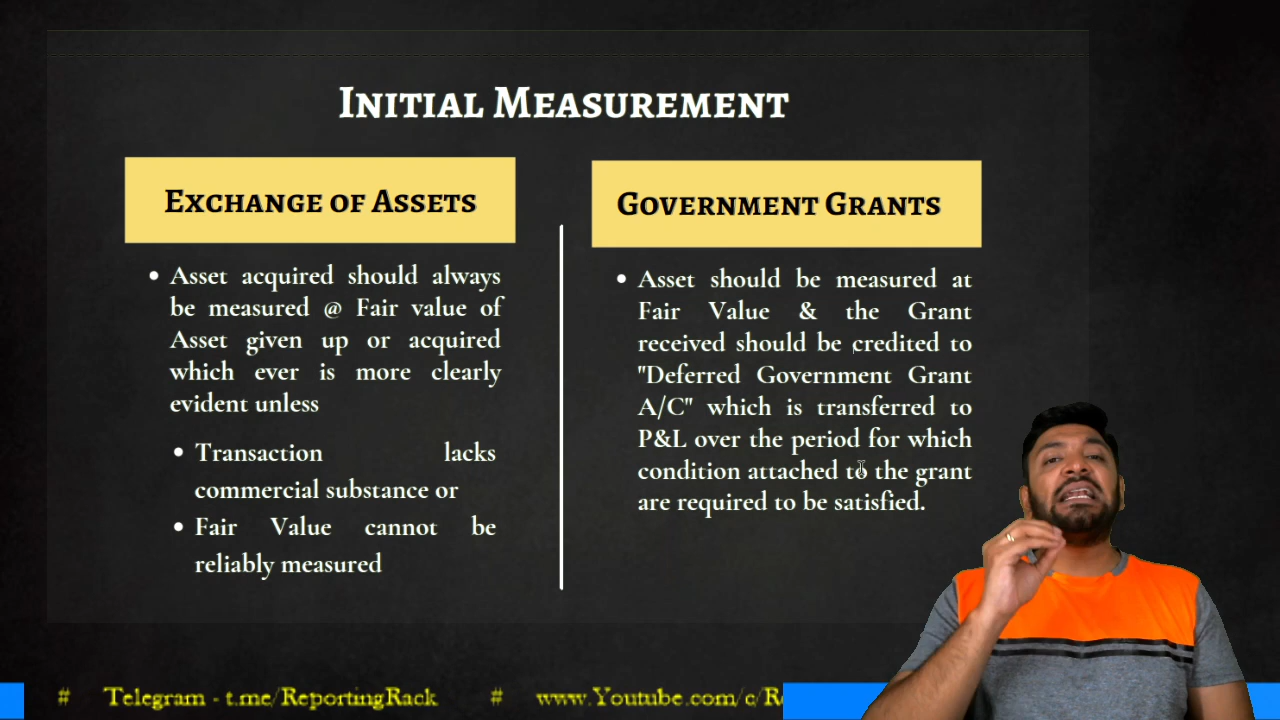 Initial Measurement
Exchange of Assets
• Asset acquired should always
be measured @ Fair value of
Asset given up or acquired
which ever is more clearly
evident unless
• Transaction lacks
commercial substance or
• Fair Value cannot be
reliably measured
Government Grants
• Asset should be measured at
Fair Value & the Grant
received should be credited to
"Deferred Government Grant
A/C" which is transferred to
P&L over the period for which
condition attached to the grant
are required to be satisfied.
# Telegram - t.me/ReportingRack # www.Youtube.com/c/R